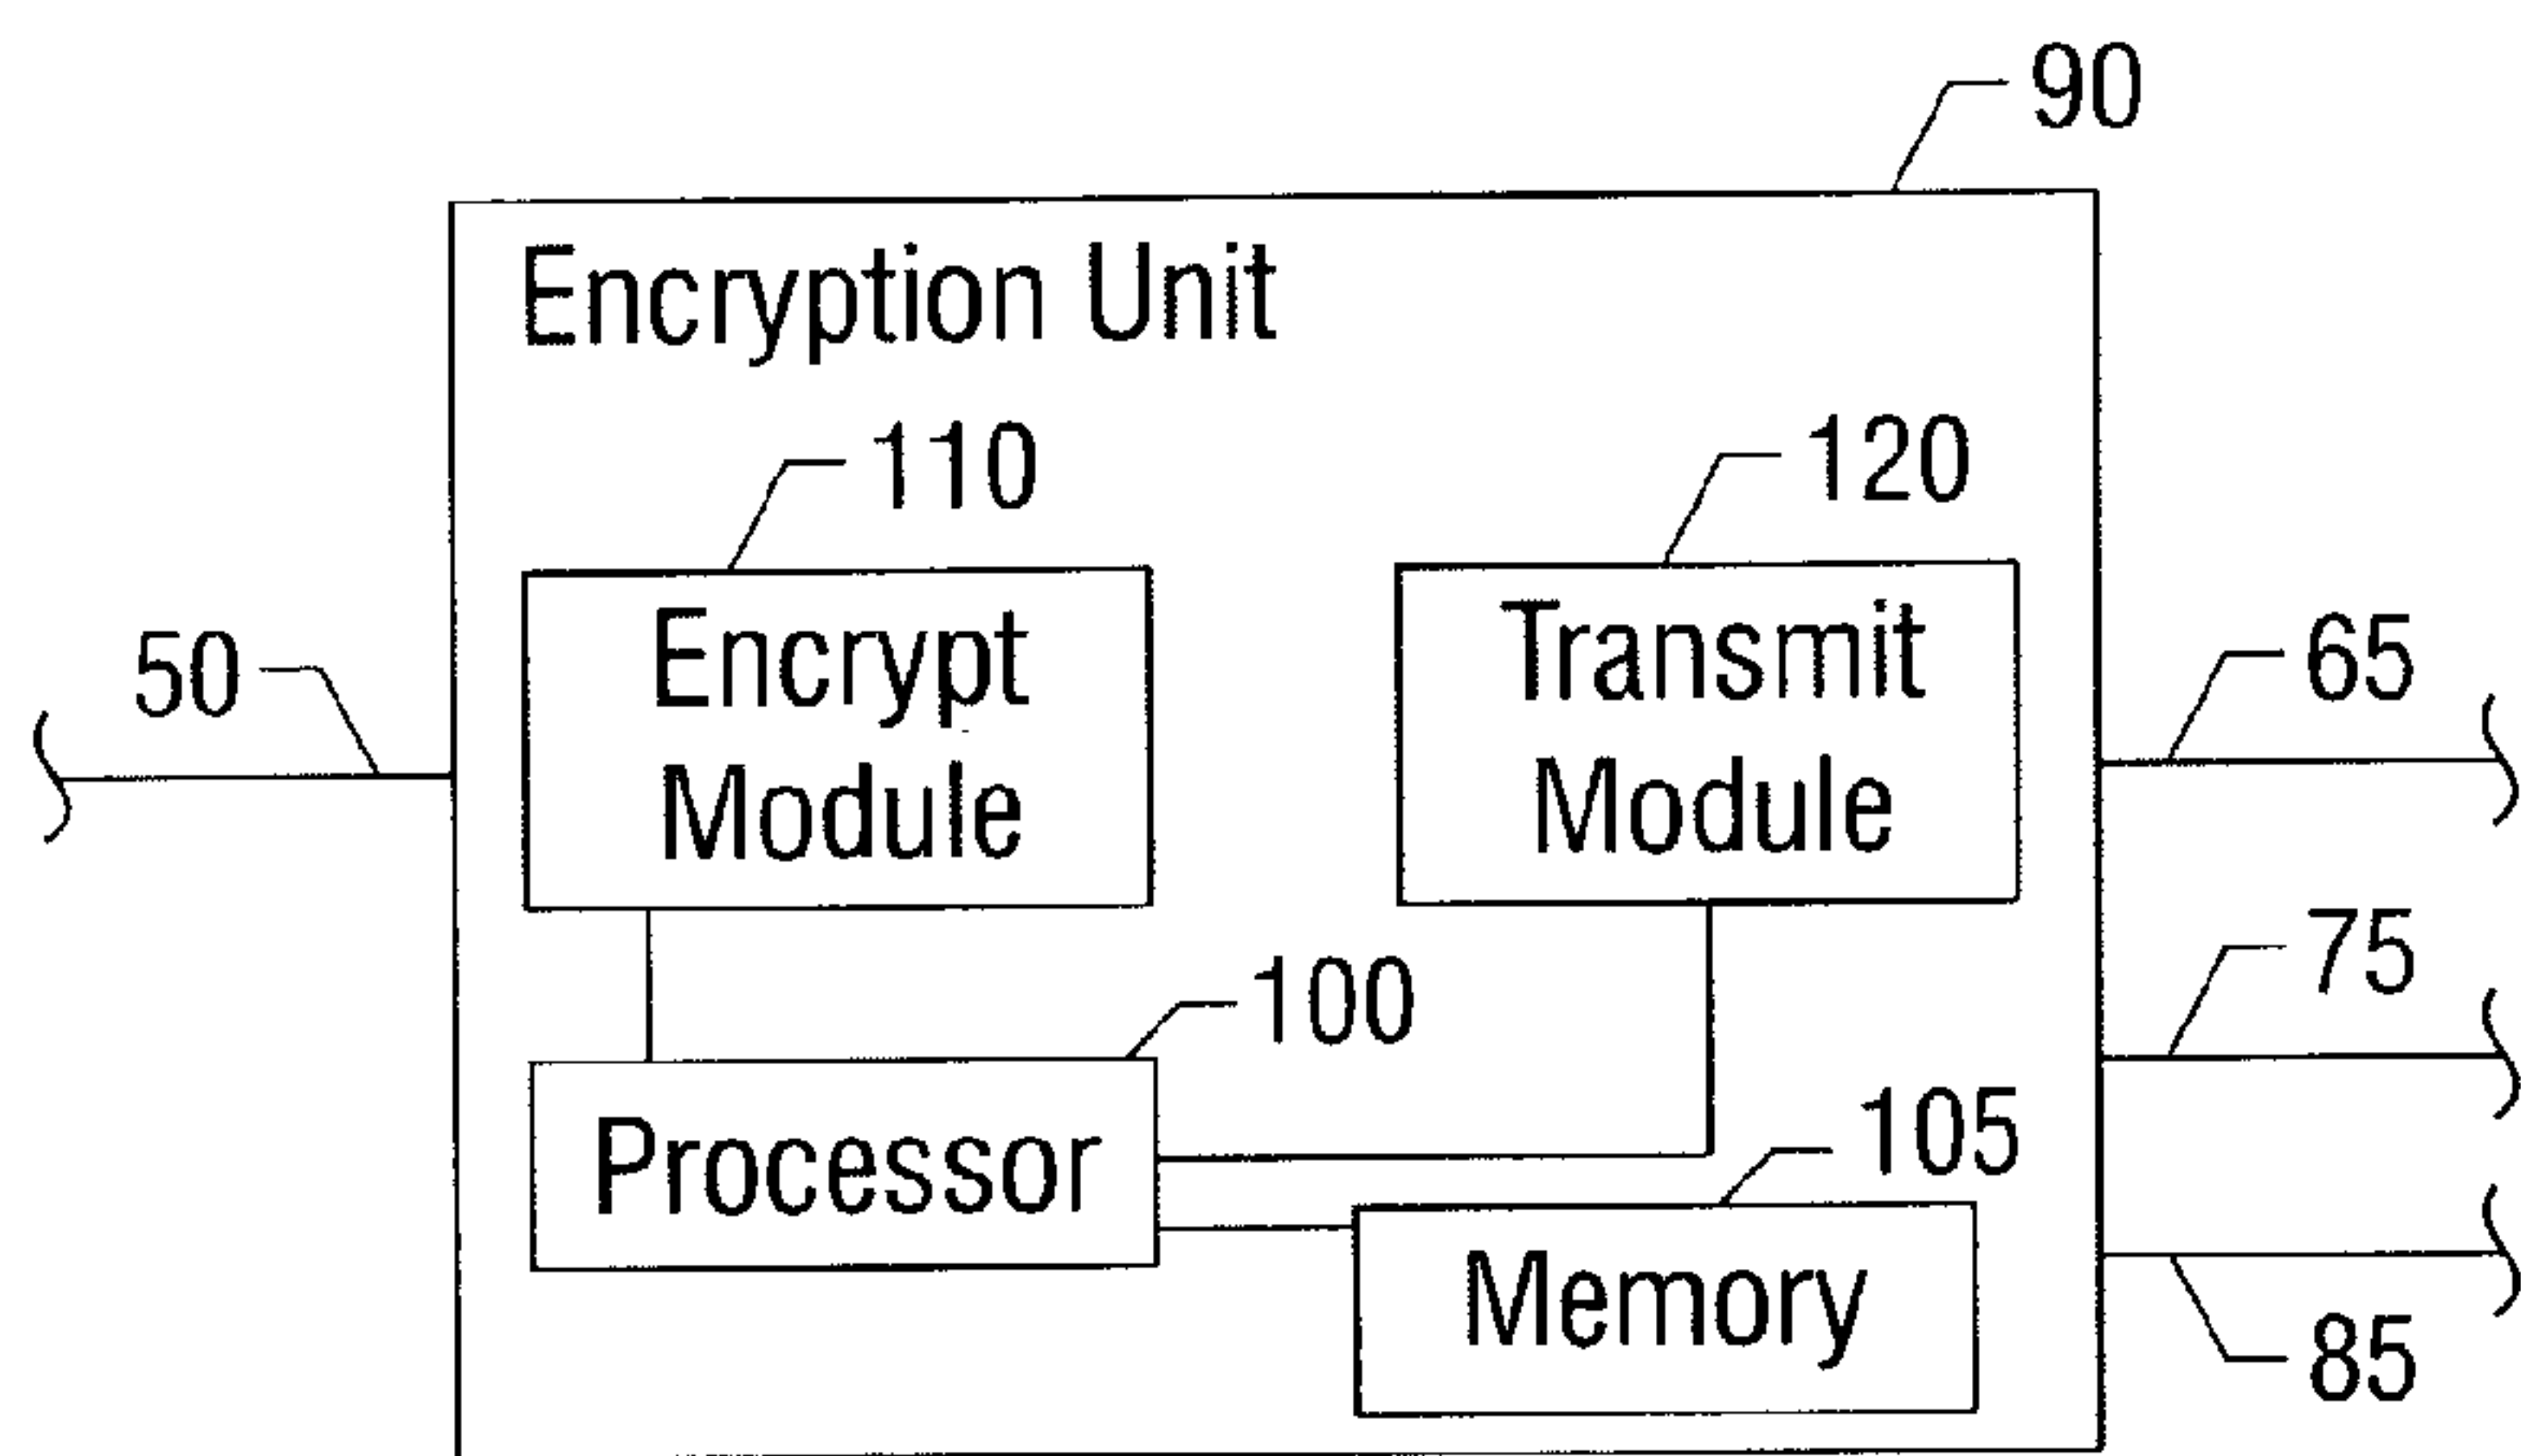 90
Encryption Unit
110
120
Encrypt
Module
Transmit
Module
50
65
75
100
Processor
105
Memory
85